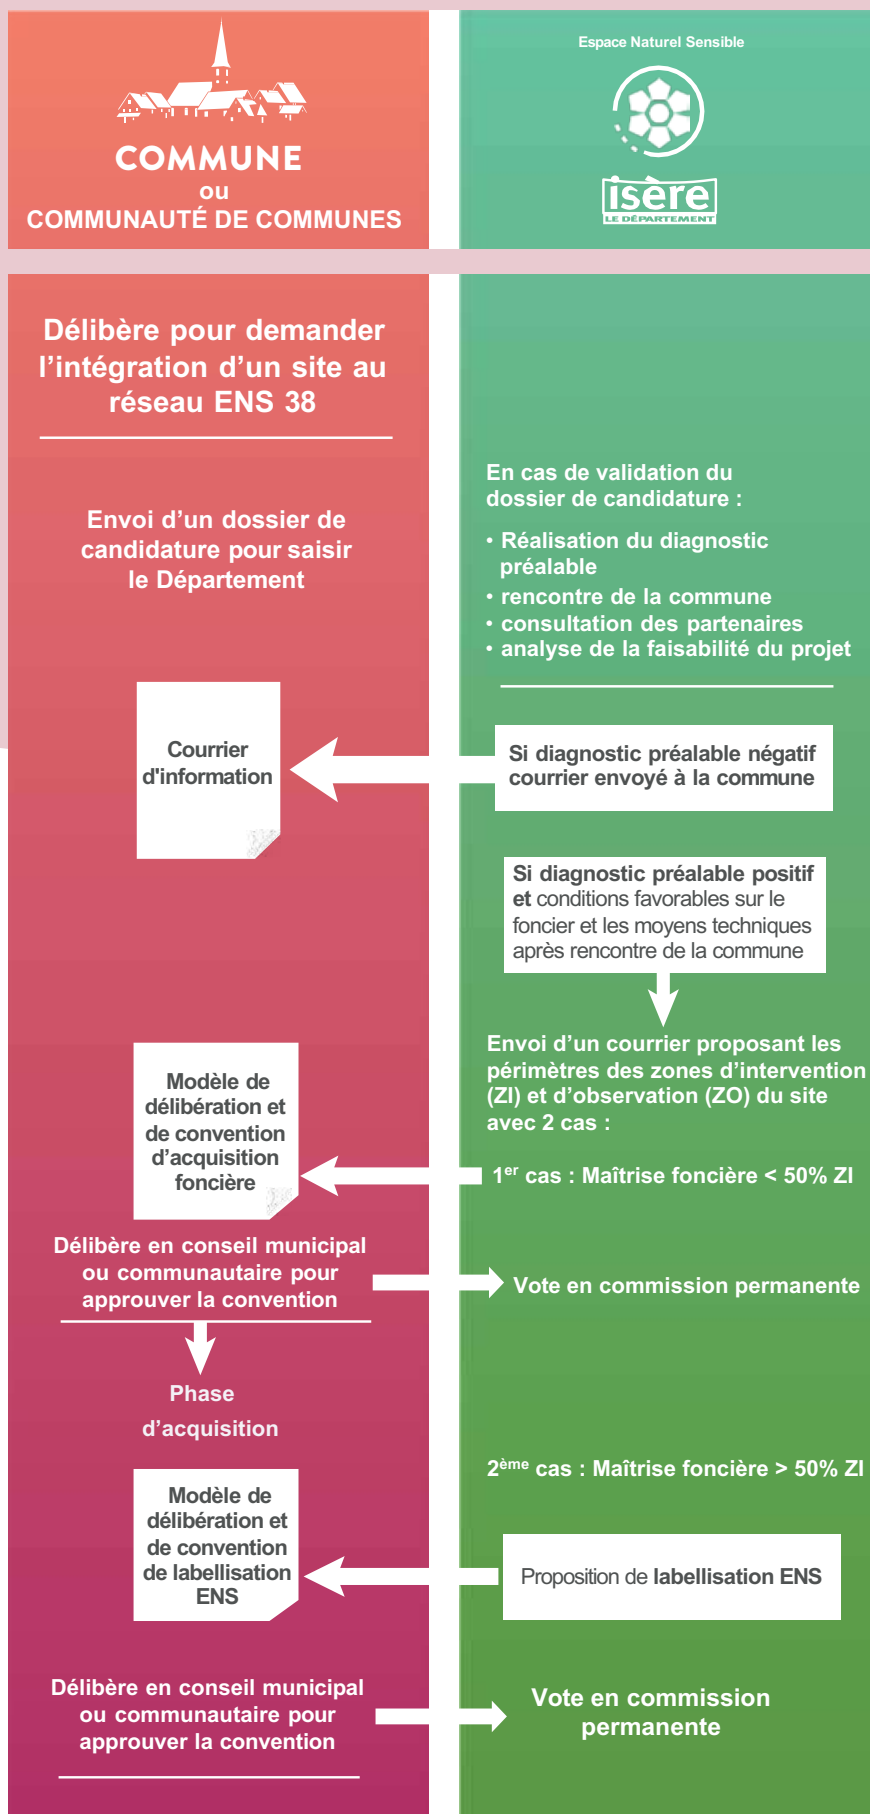 COMMUNE
ou
COMMUNAUTÉ DE COMMUNES
Espace Naturel Sensible
isère
LE DÉPARTEMENT
Délibère pour demander
l’intégration d’un site au
réseau ENS 38
Envoi d’un dossier de
candidature pour saisir
le Département
En cas de validation du
dossier de candidature :
• Réalisation du diagnostic
préalable
• rencontre de la commune
• consultation des partenaires
• analyse de la faisabilité du projet
Courrier
d'information
Si diagnostic préalable négatif
courrier envoyé à la commune
Si diagnostic préalable positif
et conditions favorables sur le
foncier et les moyens techniques
après rencontre de la commune
Envoi d’un courrier proposant les
périmètres des zones d’intervention
(ZI) et d’observation (ZO) du site
avec 2 cas :
1er cas : Maîtrise foncière < 50% ZI
Modèle de
délibération et
de convention
d’acquisition
foncière
Délibère en conseil municipal
ou communautaire pour
approuver la convention
Vote en commission permanente
Phase
d’acquisition
2ème cas : Maîtrise foncière > 50% ZI
Modèle de
délibération et
de convention
de labellisation
ENS
Proposition de labellisation ENS
Délibère en conseil municipal
ou communautaire pour
approuver la convention
Vote en commission
permanente